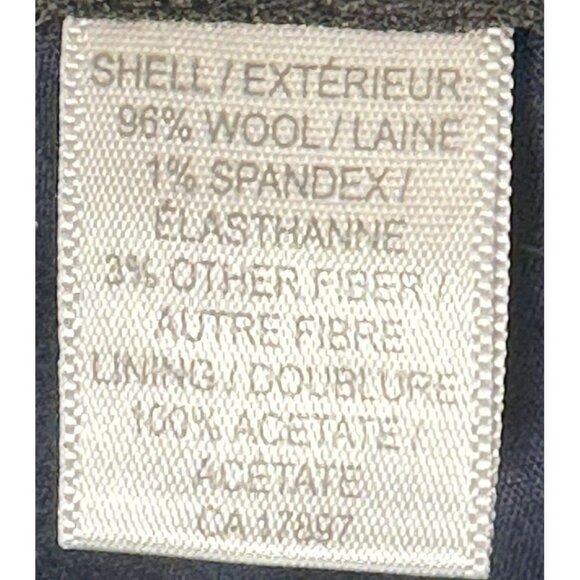 SHELL / EXTÉRIEUR:
96% WOOL / LAINE
1% SPANDEX /
ÉLASTHANNE
3% OTHER FIBER /
AUTRE FIBRE
LINING / DOUBLURE
100% ACETATE /
ACETATE
CA 17897